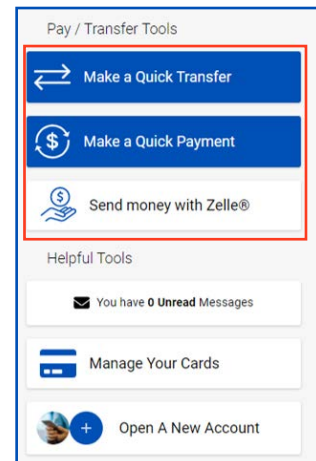 Pay / Transfer Tools
Make a Quick Transfer
Make a Quick Payment
Send money with Zelle®
Helpful Tools
You have 0 Unread Messages
Manage Your Cards
Open A New Account